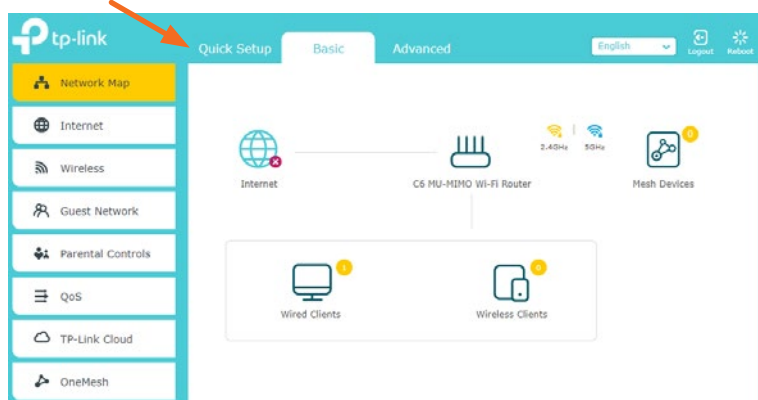 tp-link
Quick Setup
Basic
Advanced
English
Logout
Reboot
Network Map
Internet
Wireless
Guest Network
Parental Controls
QoS
TP-Link Cloud
OneMesh
2.4GHz
5GHz
0
Internet
C6 MU-MIMO Wi-Fi Router
Mesh Devices
1
0
Wired Clients
Wireless Clients